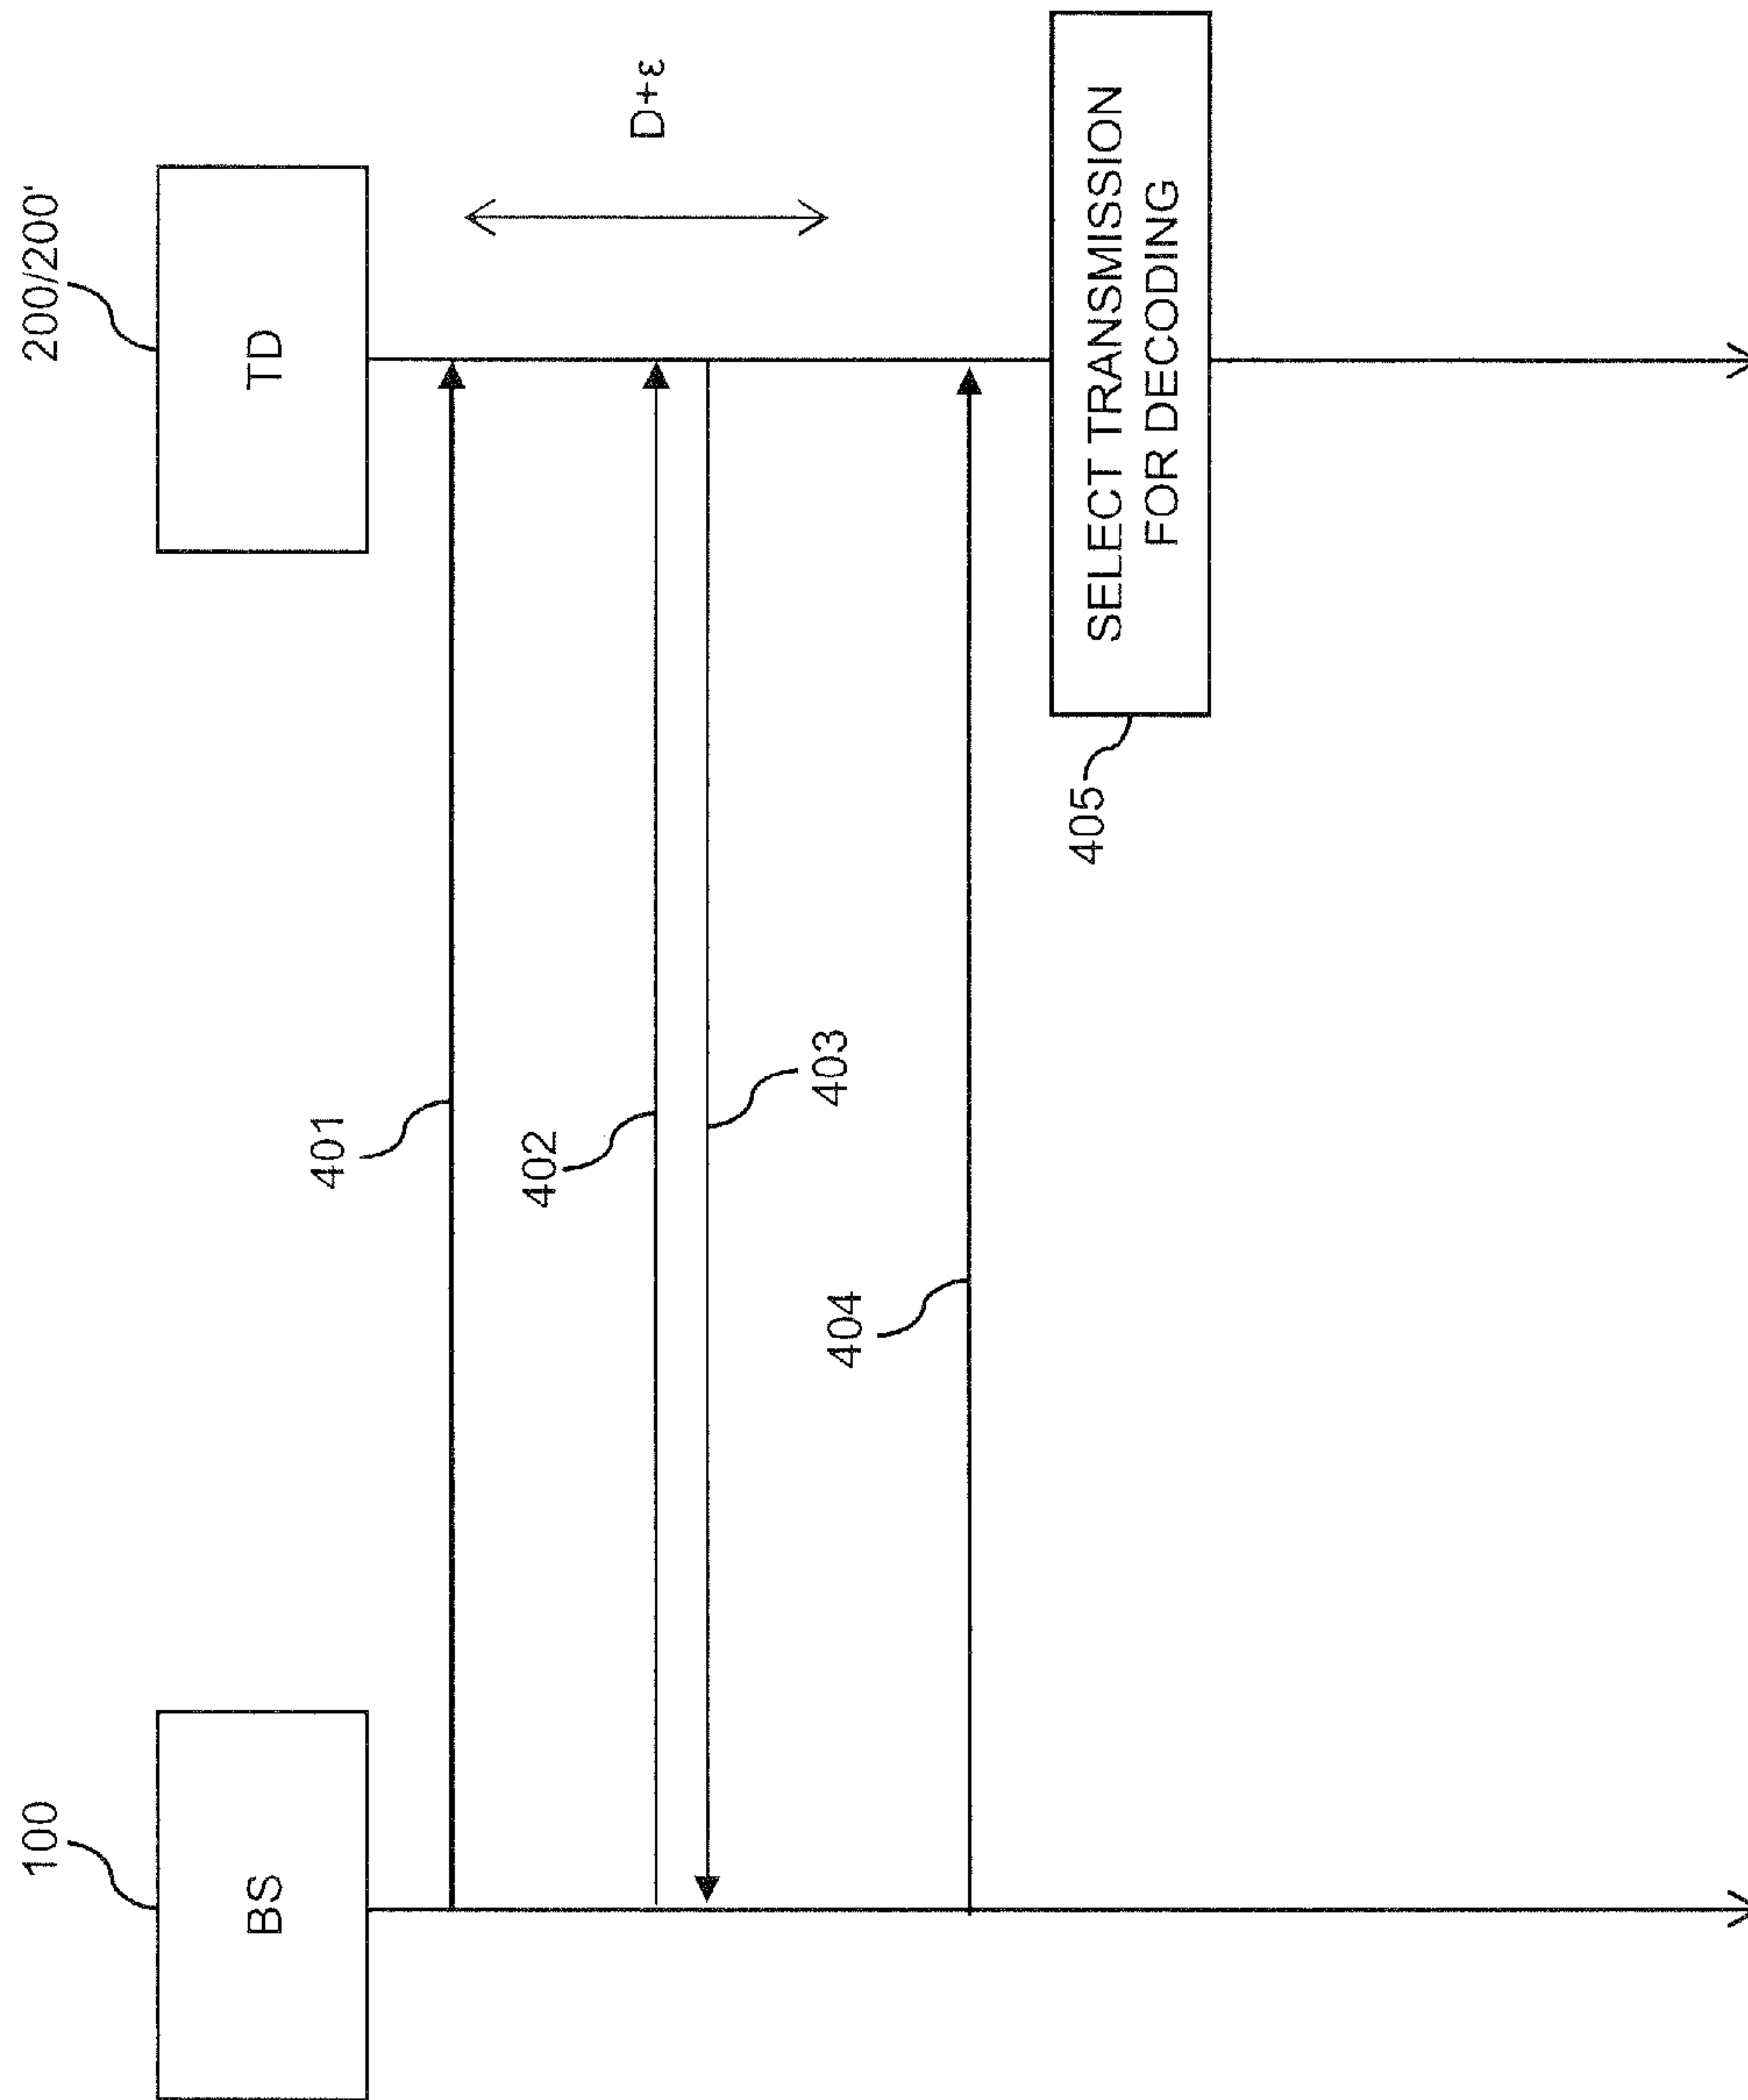 100
BS
200/200'
TD
D+ε
401
402
403
404
405
SELECT TRANSMISSION
FOR DECODING